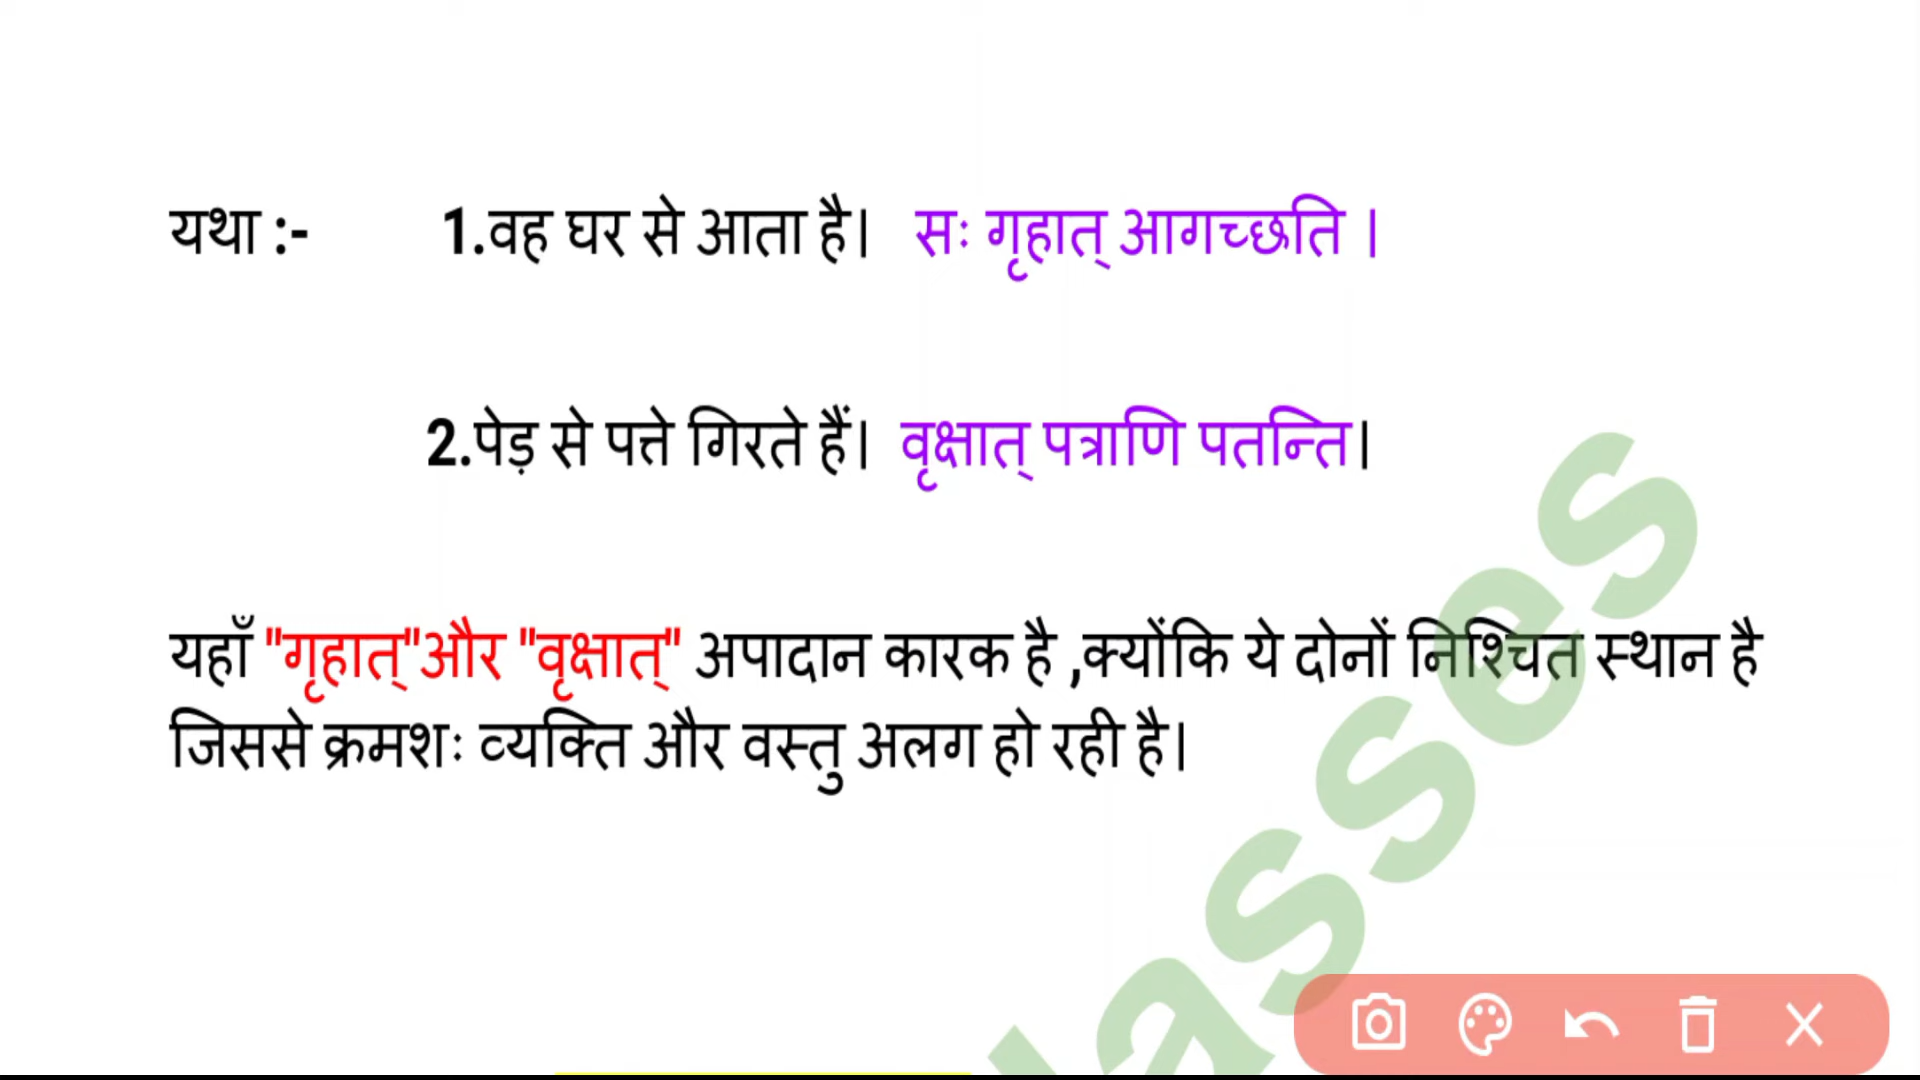 यथा :- 1.वह घर से आता है। सः गृहात् आगच्छति ।
2.पेड़ से पत्ते गिरते हैं। वृक्षात् पत्राणि पतन्ति।
यहाँ "गृहात्"और "वृक्षात्" अपादान कारक है ,क्योंकि ये दोनों निश्चित स्थान है
जिससे क्रमशः व्यक्ति और वस्तु अलग हो रही है।
lasses